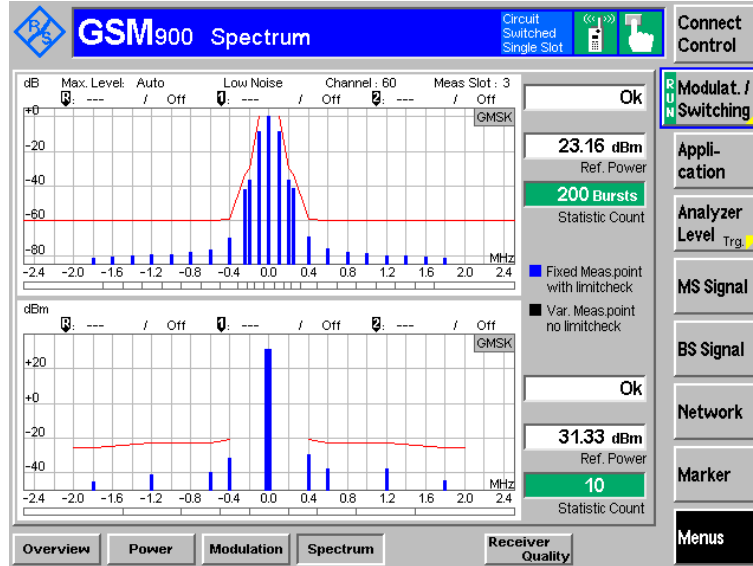 R/S
GSM900 Spectrum
Circuit
Switched
Single Slot
Connect
Control
dB Max. Level: Auto Low Noise Channel : 60 Meas Slot : 3
R: --- / Off 1: --- / Off 2: --- / Off
+0
GMSK
-20
-40
-60
-80
MHz
-2.4 -2.0 -1.6 -1.2 -0.8 -0.4 0.0 0.4 0.8 1.2 1.6 2.0 2.4
Ok
23.16 dBm
Ref. Power
200 Bursts
Statistic Count
Fixed Meas.point
with limitcheck
Var. Meas.point
no limitcheck
dBm
R: --- / Off 1: --- / Off 2: --- / Off
GMSK
+20
+0
-20
-40
MHz
-2.4 -2.0 -1.6 -1.2 -0.8 -0.4 0.0 0.4 0.8 1.2 1.6 2.0 2.4
Ok
31.33 dBm
Ref. Power
10
Statistic Count
RUN
Modulat. /
Switching
Appli-
cation
Analyzer
Level Trg.
MS Signal
BS Signal
Network
Marker
Menus
Overview Power Modulation Spectrum Receiver
Quality